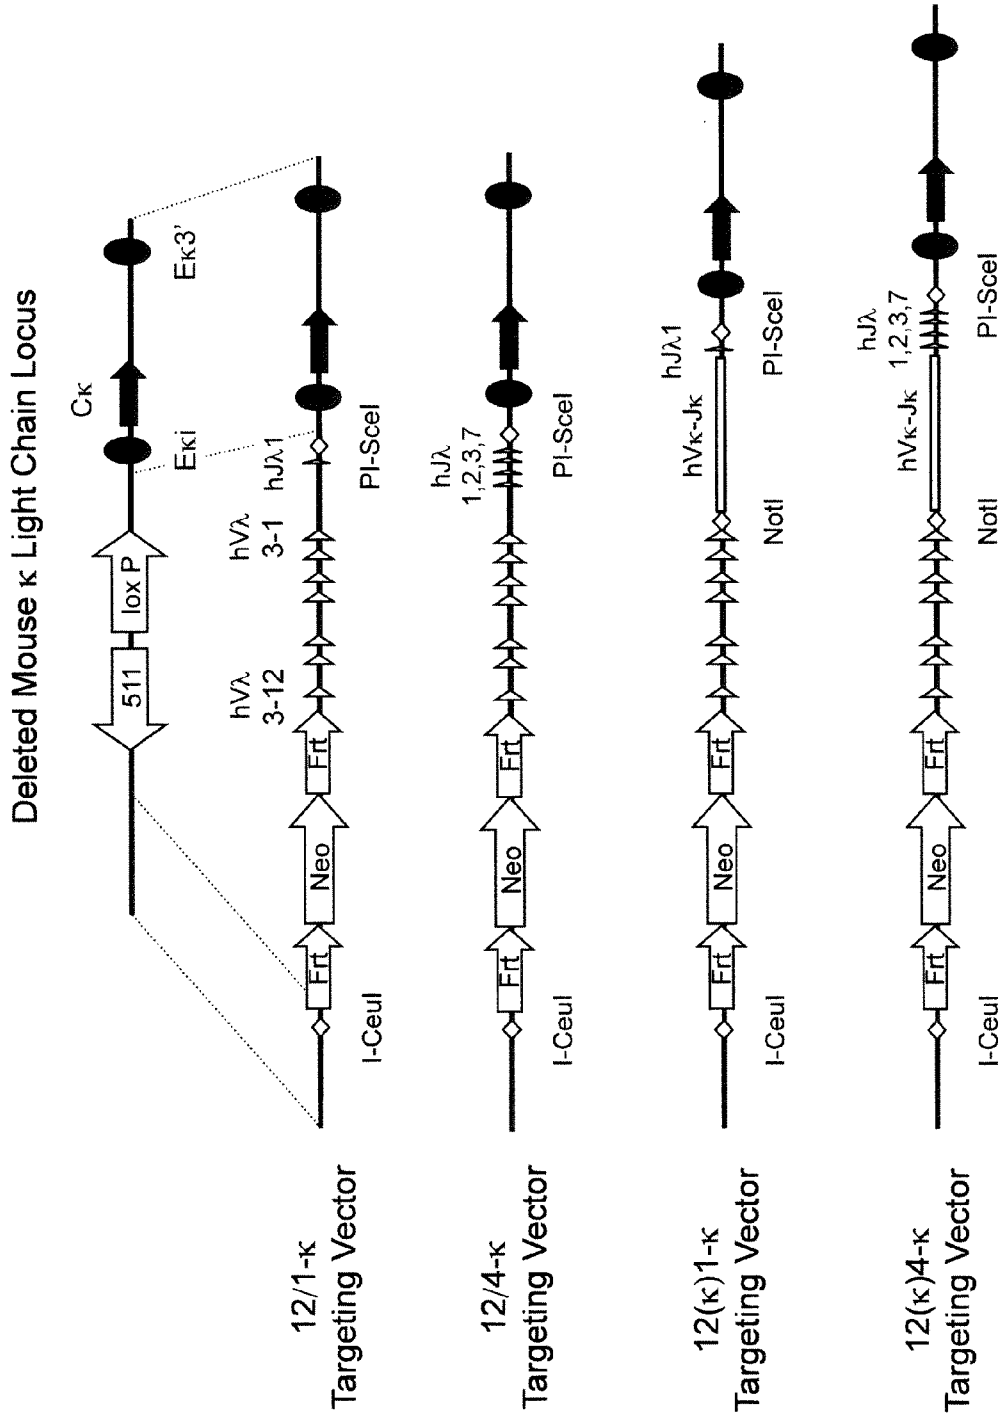 Deleted Mouse κ Light Chain Locus
511
lox P
Cκ
Eκi
Eκ3'
12/1-κ
Targeting Vector
I-CeuI
Frt
Neo
Frt
hVλ
3-12
hVλ
3-1
hJλ1
PI-SceI
12/4-κ
Targeting Vector
I-CeuI
Frt
Neo
Frt
hJλ
1,2,3,7
PI-SceI
12(κ)1-κ
Targeting Vector
I-CeuI
Frt
Neo
Frt
NotI
hVκ-Jκ
hJλ1
PI-SceI
12(κ)4-κ
Targeting Vector
I-CeuI
Frt
Neo
Frt
NotI
hVκ-Jκ
hJλ
1,2,3,7
PI-SceI